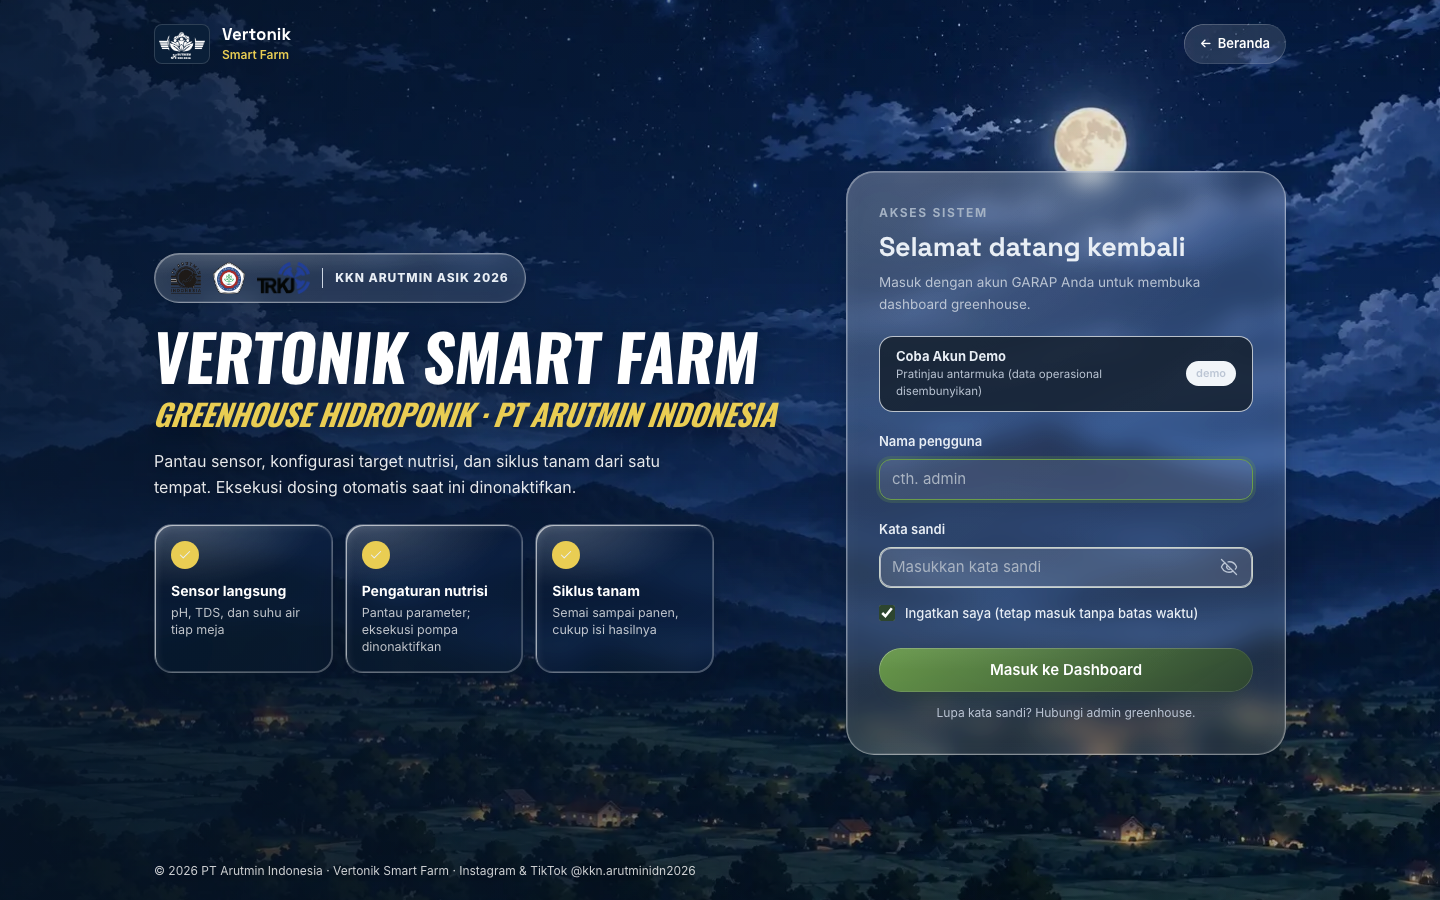 Vertonik
Smart Farm
← Beranda
TRKJ
KKN ARUTMIN ASIK 2026
VERTONIK SMART FARM
GREENHOUSE HIDROPONIK · PT ARUTMIN INDONESIA
Pantau sensor, konfigurasi target nutrisi, dan siklus tanam dari satu
tempat. Eksekusi dosing otomatis saat ini dinonaktifkan.
Sensor langsung
pH, TDS, dan suhu air
tiap meja
Pengaturan nutrisi
Pantau parameter;
eksekusi pompa
dinonaktifkan
Siklus tanam
Semai sampai panen,
cukup isi hasilnya
AKSES SISTEM
Selamat datang kembali
Masuk dengan akun GARAP Anda untuk membuka
dashboard greenhouse.
Coba Akun Demo
Pratinjau antarmuka (data operasional
disembunyikan)
demo
Nama pengguna
cth. admin
Kata sandi
Masukkan kata sandi
Ingatkan saya (tetap masuk tanpa batas waktu)
Masuk ke Dashboard
Lupa kata sandi? Hubungi admin greenhouse.
© 2026 PT Arutmin Indonesia · Vertonik Smart Farm · Instagram & TikTok @kkn.arutminidn2026